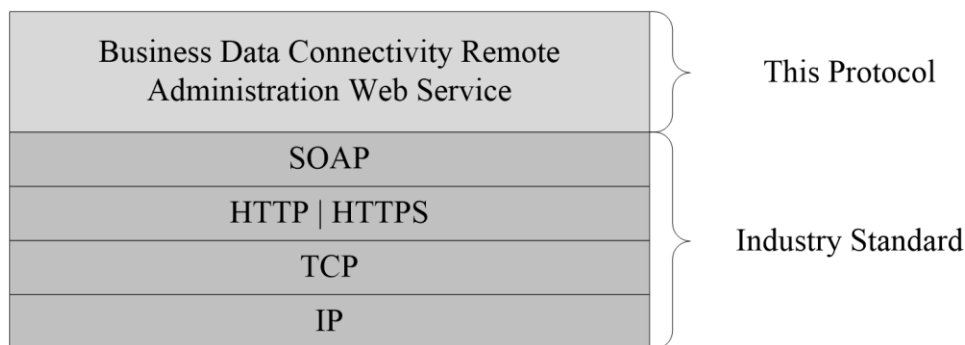 Business Data Connectivity Remote
Administration Web Service
This Protocol
SOAP
HTTP | HTTPS
TCP
IP
Industry Standard